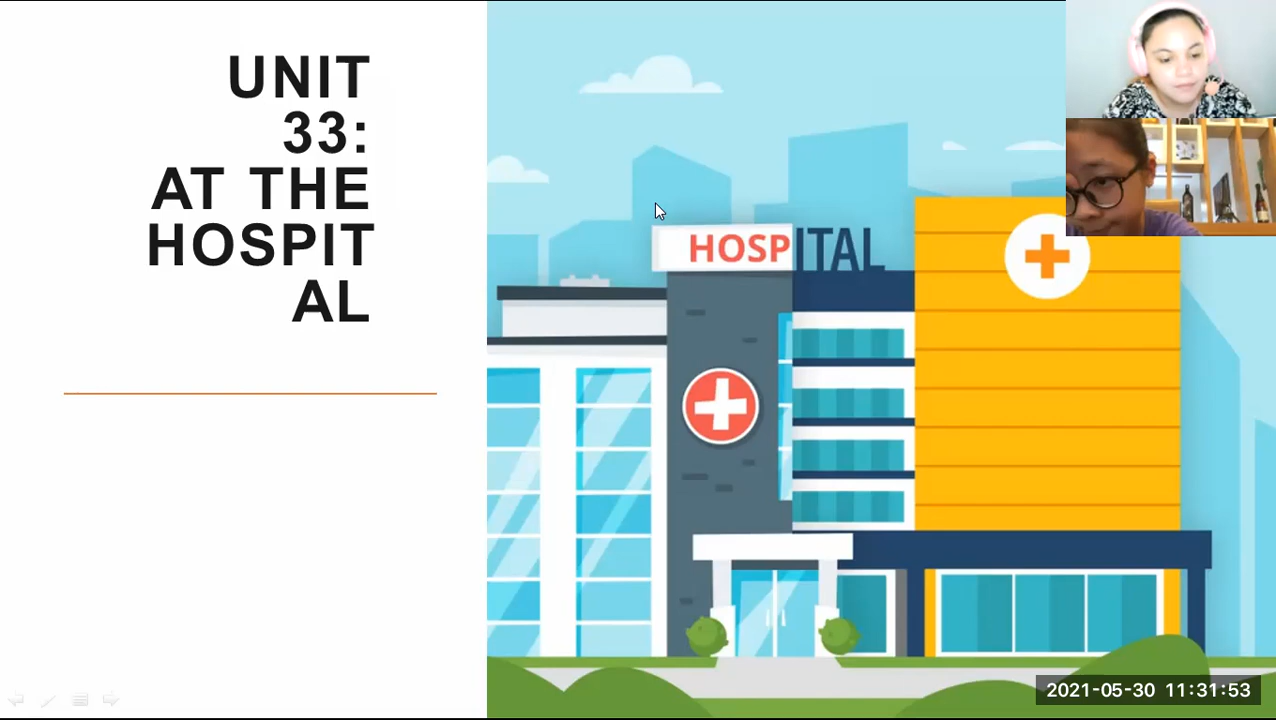 UNIT
33:
AT THE
HOSPIT
AL
HOSPITAL
2021-05-30 11:31:53